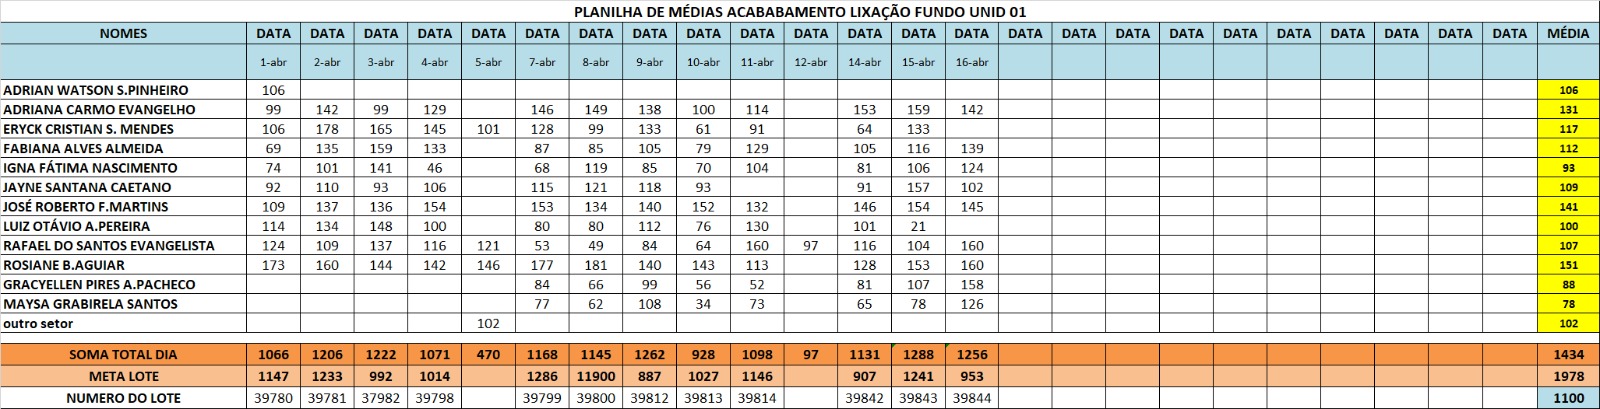 PLANILHA DE MÉDIAS ACABABAMENTO LIXAÇÃO FUNDO UNID 01
NOMES DATA DATA DATA DATA DATA DATA DATA DATA DATA DATA DATA DATA DATA DATA DATA DATA DATA DATA DATA DATA DATA DATA DATA DATA MÉDIA
1-abr 2-abr 3-abr 4-abr 5-abr 7-abr 8-abr 9-abr 10-abr 11-abr 12-abr 14-abr 15-abr 16-abr
ADRIAN WATSON S.PINHEIRO 106 106
ADRIANA CARMO EVANGELHO 99 142 99 129 146 149 138 100 114 153 159 142 131
ERYCK CRISTIAN S. MENDES 106 178 165 145 101 128 99 133 61 91 64 133 117
FABIANA ALVES ALMEIDA 69 135 159 133 87 85 105 79 129 105 116 139 112
IGNA FÁTIMA NASCIMENTO 74 101 141 46 68 119 85 70 104 81 106 124 93
JAYNE SANTANA CAETANO 92 110 93 106 115 121 118 93 91 157 102 109
JOSÉ ROBERTO F.MARTINS 109 137 136 154 153 134 140 152 132 146 154 145 141
LUIZ OTÁVIO A.PEREIRA 114 134 148 100 80 80 112 76 130 101 21 100
RAFAEL DO SANTOS EVANGELISTA 124 109 137 116 121 53 49 84 64 160 97 116 104 160 107
ROSIANE B.AGUIAR 173 160 144 142 146 177 181 140 143 113 128 153 160 151
GRACYELLEN PIRES A.PACHECO 84 66 99 56 52 81 107 158 88
MAYSA GRABIRELA SANTOS 77 62 108 34 73 65 78 126 78
outro setor 102 102
SOMA TOTAL DIA 1066 1206 1222 1071 470 1168 1145 1262 928 1098 97 1131 1288 1256 1434
META LOTE 1147 1233 992 1014 1286 11900 887 1027 1146 907 1241 953 1978
NUMERO DO LOTE 39780 39781 37982 39798 39799 39800 39812 39813 39814 39842 39843 39844 1100